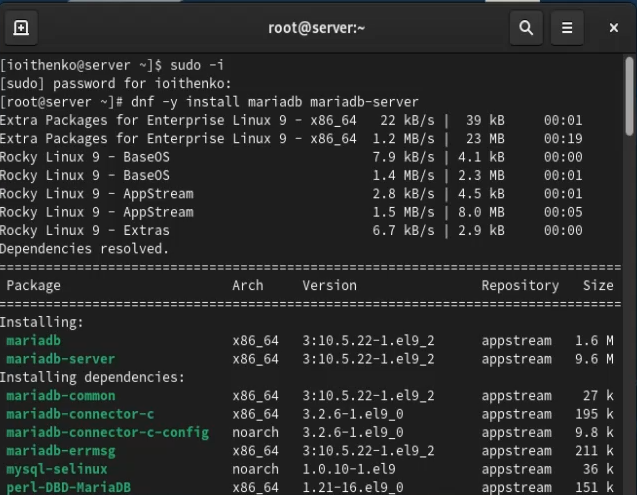 root@server:~
[ioithenko@server ~]$ sudo -i
[sudo] password for ioithenko:
[root@server ~]# dnf -y install mariadb mariadb-server
Extra Packages for Enterprise Linux 9 - x86_64   22 kB/s |  39 kB     00:01
Extra Packages for Enterprise Linux 9 - x86_64  1.2 MB/s |  23 MB     00:19
Rocky Linux 9 - BaseOS                          7.9 kB/s | 4.1 kB     00:00
Rocky Linux 9 - BaseOS                          1.4 MB/s | 2.3 MB     00:01
Rocky Linux 9 - AppStream                       2.8 kB/s | 4.5 kB     00:01
Rocky Linux 9 - AppStream                       1.5 MB/s | 8.0 MB     00:05
Rocky Linux 9 - Extras                          6.7 kB/s | 2.9 kB     00:00
Dependencies resolved.
================================================================================
Package                     Arch     Version                Repository   Size
================================================================================
Installing:
mariadb                     x86_64   3:10.5.22-1.el9_2      appstream   1.6 M
mariadb-server              x86_64   3:10.5.22-1.el9_2      appstream   9.6 M
Installing dependencies:
mariadb-common              x86_64   3:10.5.22-1.el9_2      appstream    27 k
mariadb-connector-c         x86_64   3.2.6-1.el9_0          appstream   195 k
mariadb-connector-c-config  noarch   3.2.6-1.el9_0          appstream   9.8 k
mariadb-errmsg              x86_64   3:10.5.22-1.el9_2      appstream   211 k
mysql-selinux               noarch   1.0.10-1.el9           appstream    36 k
perl-DBD-MariaDB            x86_64   1.21-16.el9_0          appstream   151 k